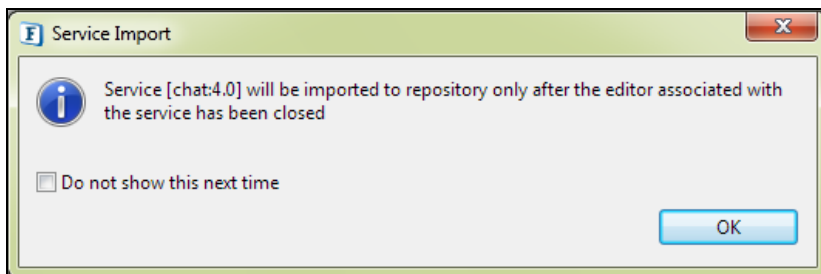 Service Import
Service [chat:4.0] will be imported to repository only after the editor associated with
the service has been closed
Do not show this next time
OK